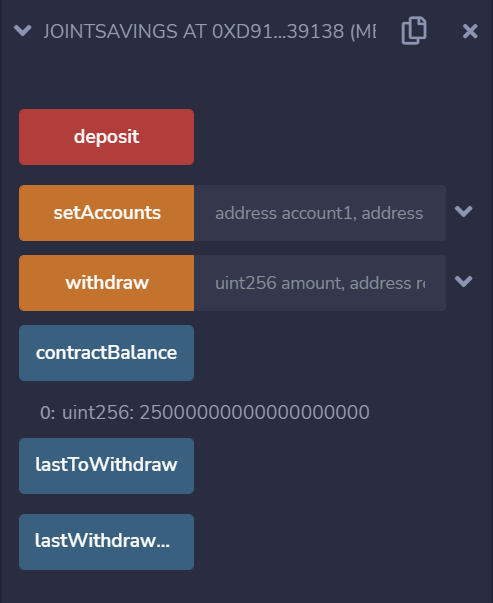 JOINTSAVINGS AT 0XD91...39138 (ME
deposit
setAccounts address account1, address
withdraw uint256 amount, address re
contractBalance
0: uint256: 25000000000000000000
lastToWithdraw
lastWithdraw...